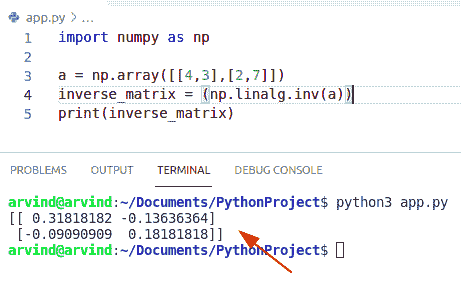 app.py > ...
1 import numpy as np
2
3 a = np.array([[4,3],[2,7]])
4 inverse_matrix = (np.linalg.inv(a))
5 print(inverse_matrix)
PROBLEMS OUTPUT TERMINAL DEBUG CONSOLE
arvind@arvind:~/Documents/PythonProject$ python3 app.py
[[ 0.31818182 -0.13636364]
 [-0.09090909  0.18181818]]
arvind@arvind:~/Documents/PythonProject$